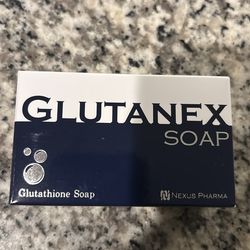 GLUTANEX
SOAP
Glutathione Soap
NEXUS PHARMA